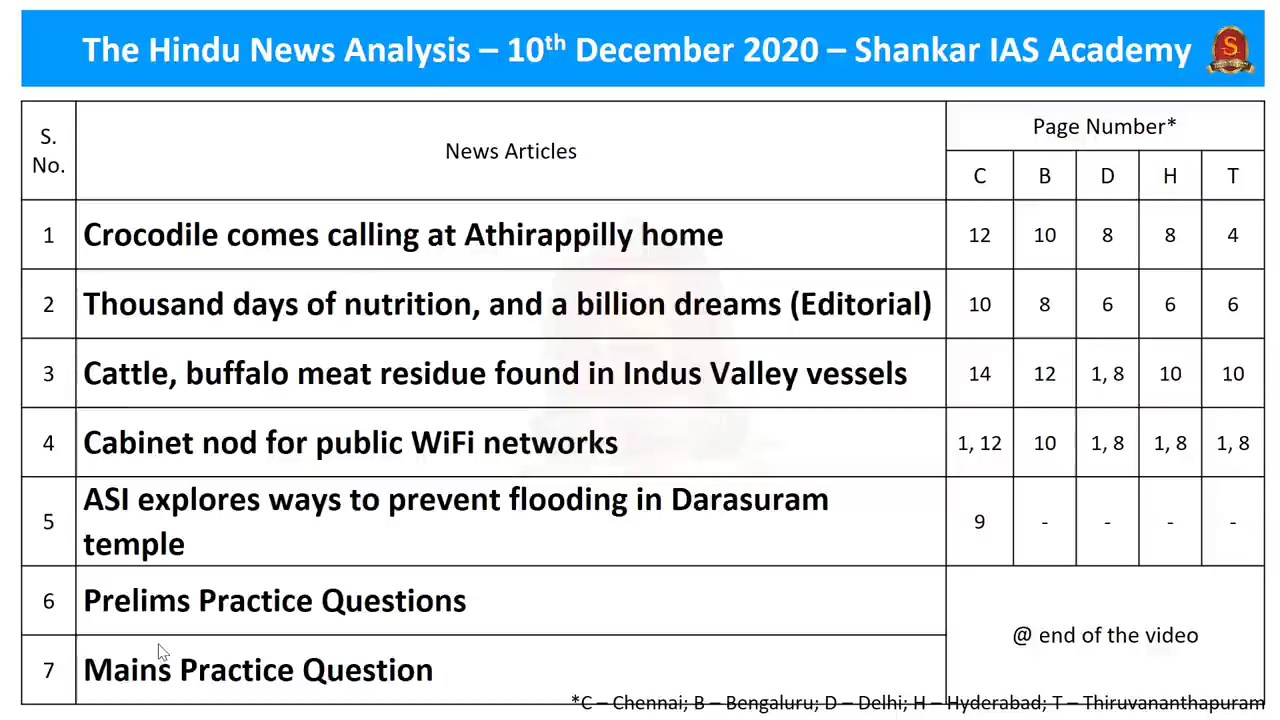 The Hindu News Analysis – 10th December 2020 – Shankar IAS Academy
S. No. News Articles Page Number*
C B D H T
1 Crocodile comes calling at Athirappilly home 12 10 8 8 4
2 Thousand days of nutrition, and a billion dreams (Editorial) 10 8 6 6 6
3 Cattle, buffalo meat residue found in Indus Valley vessels 14 12 1, 8 10 10
4 Cabinet nod for public WiFi networks 1, 12 10 1, 8 1, 8 1, 8
5 ASI explores ways to prevent flooding in Darasuram
temple 9 - - - -
6 Prelims Practice Questions
@ end of the video
7 Mains Practice Question
*C – Chennai; B – Bengaluru; D – Delhi; H – Hyderabad; T – Thiruvananthapuram